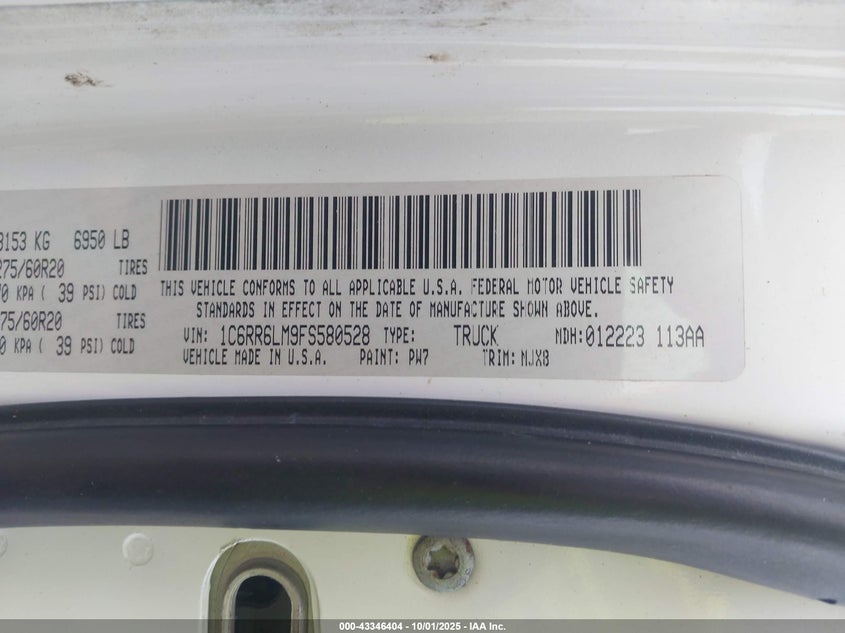 3153 KG 6950 LB
275/60R20 TIRES
0 KPA ( 39 PSI) COLD
275/60R20 TIRES
0 KPA ( 39 PSI) COLD
THIS VEHICLE CONFORMS TO ALL APPLICABLE U.S.A. FEDERAL MOTOR VEHICLE SAFETY
STANDARDS IN EFFECT ON THE DATE OF MANUFACTURE SHOWN ABOVE.
VIN: 1C6RR6LM9FS580528 TYPE: TRUCK MDH:012223 113AA
VEHICLE MADE IN U.S.A. PAINT: PW7 TRIM: MJX8
000-43346404 - 10/01/2025 - IAA Inc.